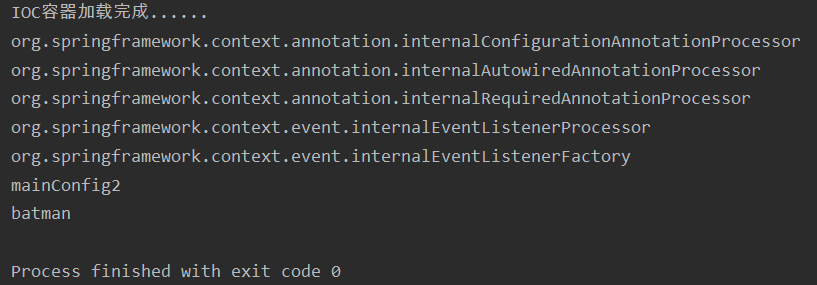 IOC容器加载完成......
org.springframework.context.annotation.internalConfigurationAnnotationProcessor
org.springframework.context.annotation.internalAutowiredAnnotationProcessor
org.springframework.context.annotation.internalRequiredAnnotationProcessor
org.springframework.context.event.internalEventListenerProcessor
org.springframework.context.event.internalEventListenerFactory
mainConfig2
batman
Process finished with exit code 0